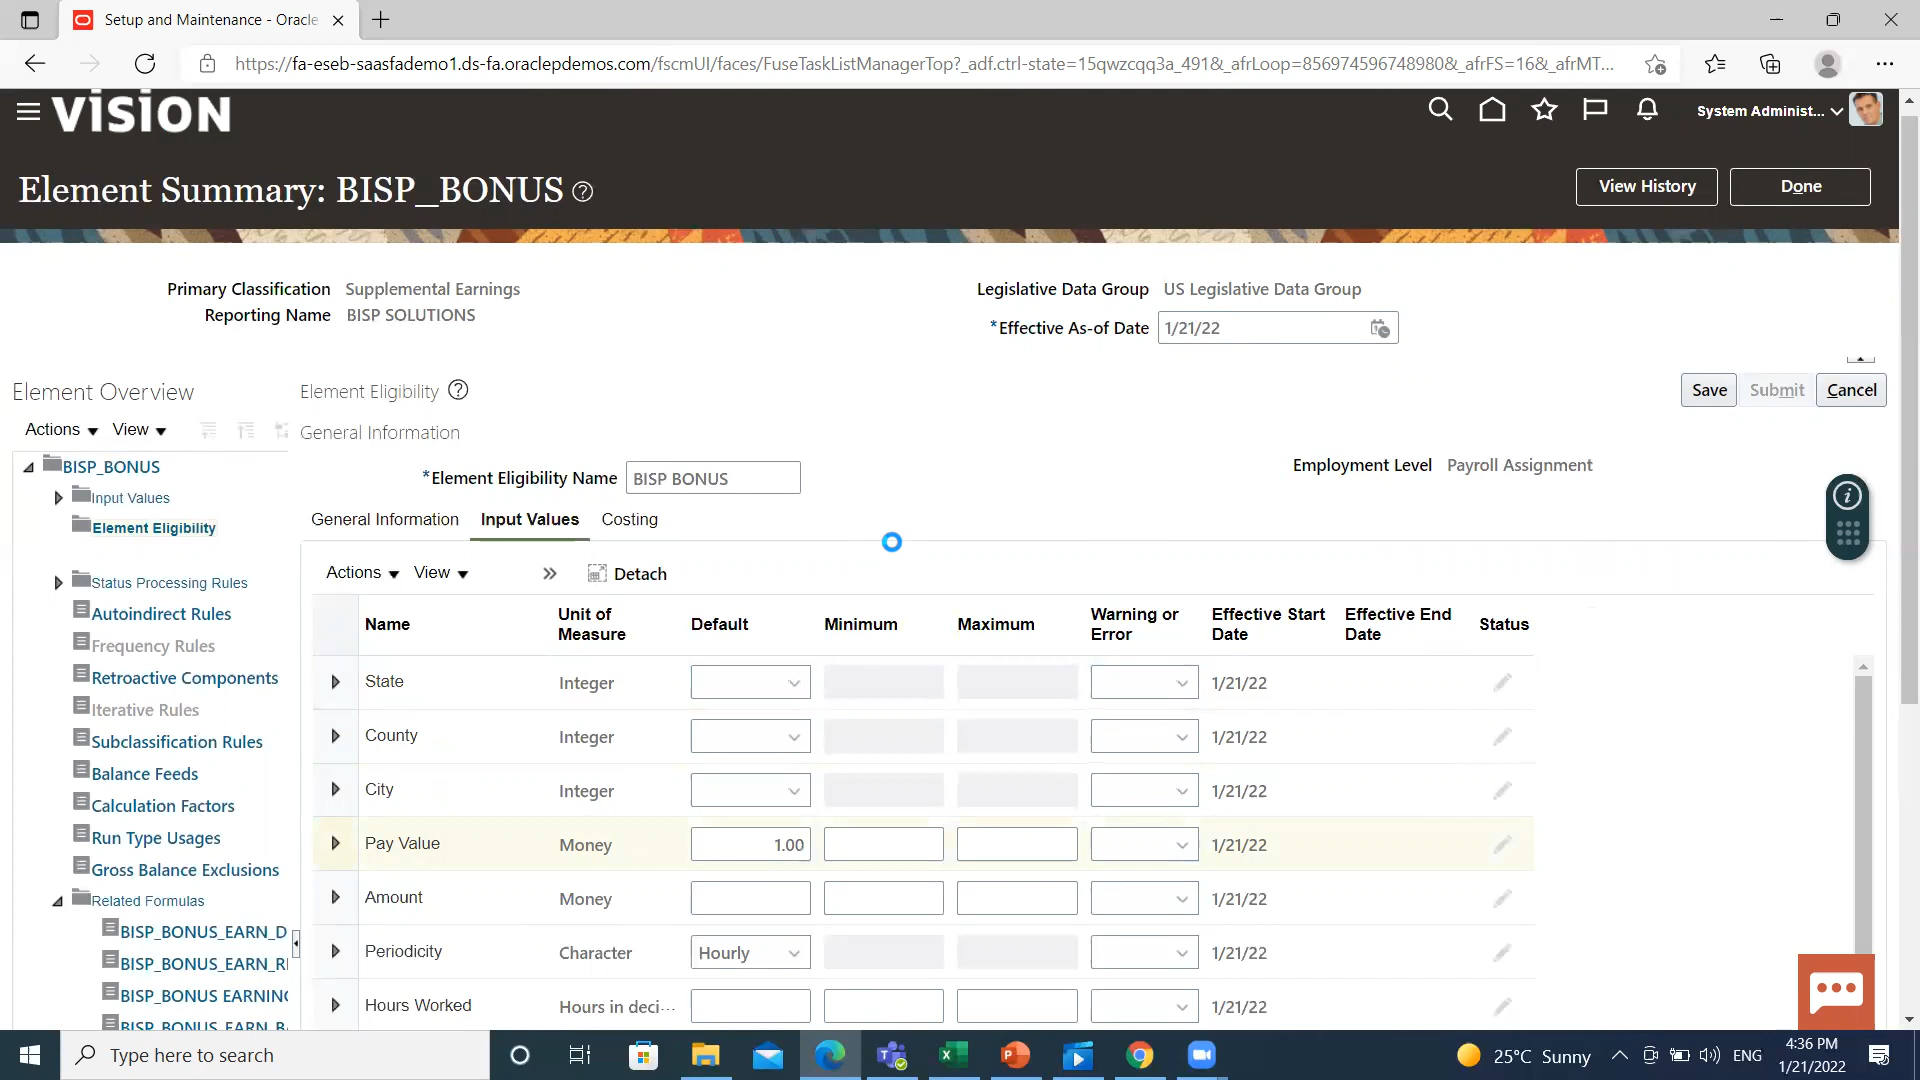 Setup and Maintenance - Oracle
https://fa-eseb-saasfademo1.ds-fa.oraclepdemos.com/fscmUI/faces/FuseTaskListManagerTop?_adf.ctrl-state=15qwzcqq3a_491&_afrLoop=856974596748980&_afrFS=16&_afrMT...
VISION
System Administ...
Element Summary: BISP_BONUS
View History
Done
Primary Classification Supplemental Earnings
Legislative Data Group US Legislative Data Group
Reporting Name BISP SOLUTIONS
*Effective As-of Date 1/21/22
Element Overview
Element Eligibility
Save Submit Cancel
Actions View
General Information
BISP_BONUS
*Element Eligibility Name BISP BONUS
Employment Level Payroll Assignment
Input Values
Element Eligibility
Status Processing Rules
Autoindirect Rules
Frequency Rules
Retroactive Components
Iterative Rules
Subclassification Rules
Balance Feeds
Calculation Factors
Run Type Usages
Gross Balance Exclusions
Related Formulas
BISP_BONUS_EARN_D
BISP_BONUS_EARN_RI
BISP_BONUS EARNING
BISP_BONUS_EARN_BA
General Information Input Values Costing
Actions View Detach
Name Unit of Measure Default Minimum Maximum Warning or Error Effective Start Date Effective End Date Status
State Integer 1/21/22
County Integer 1/21/22
City Integer 1/21/22
Pay Value Money 1.00 1/21/22
Amount Money 1/21/22
Periodicity Character Hourly 1/21/22
Hours Worked Hours in deci... 1/21/22
Type here to search
25°C Sunny
ENG
4:36 PM
1/21/2022